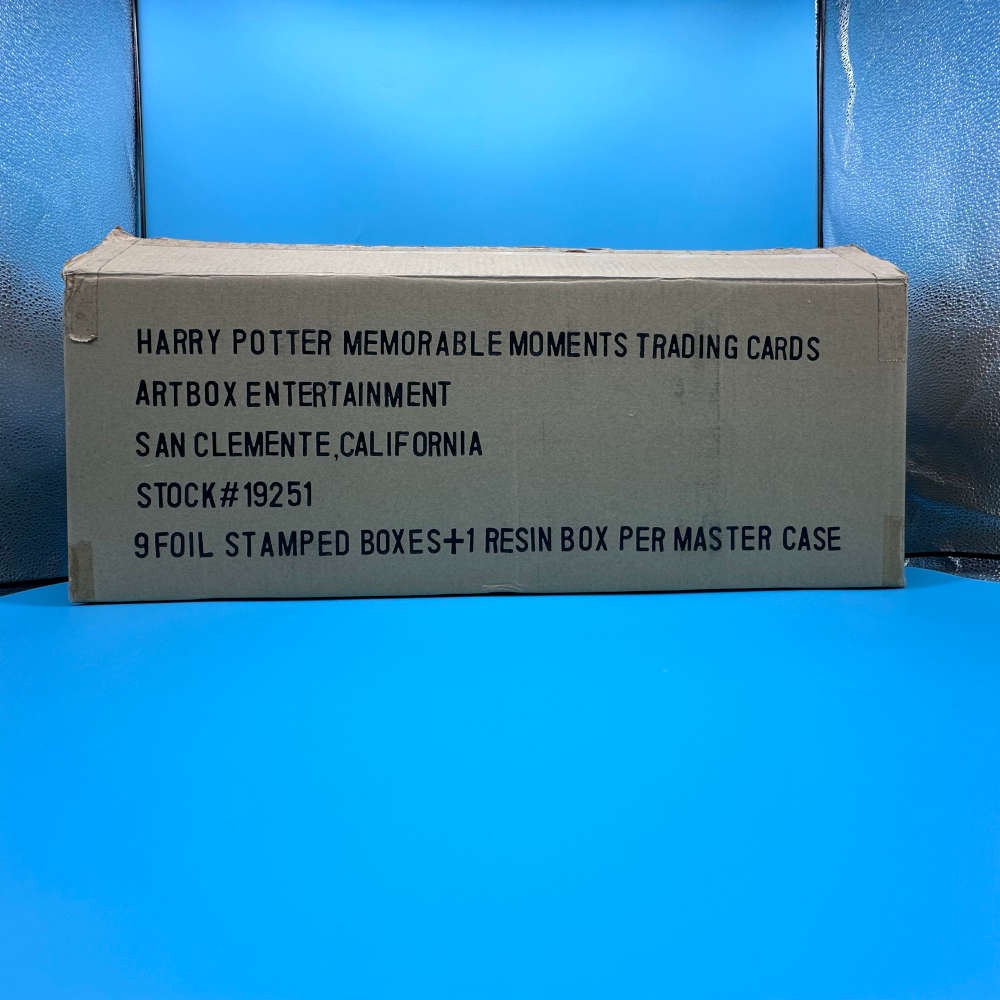 HARRY POTTER MEMORABLE MOMENTS TRADING CARDS
ARTBOX ENTERTAINMENT
SAN CLEMENTE, CALIFORNIA
STOCK#19251
9 FOIL STAMPED BOXES+1 RESIN BOX PER MASTER CASE